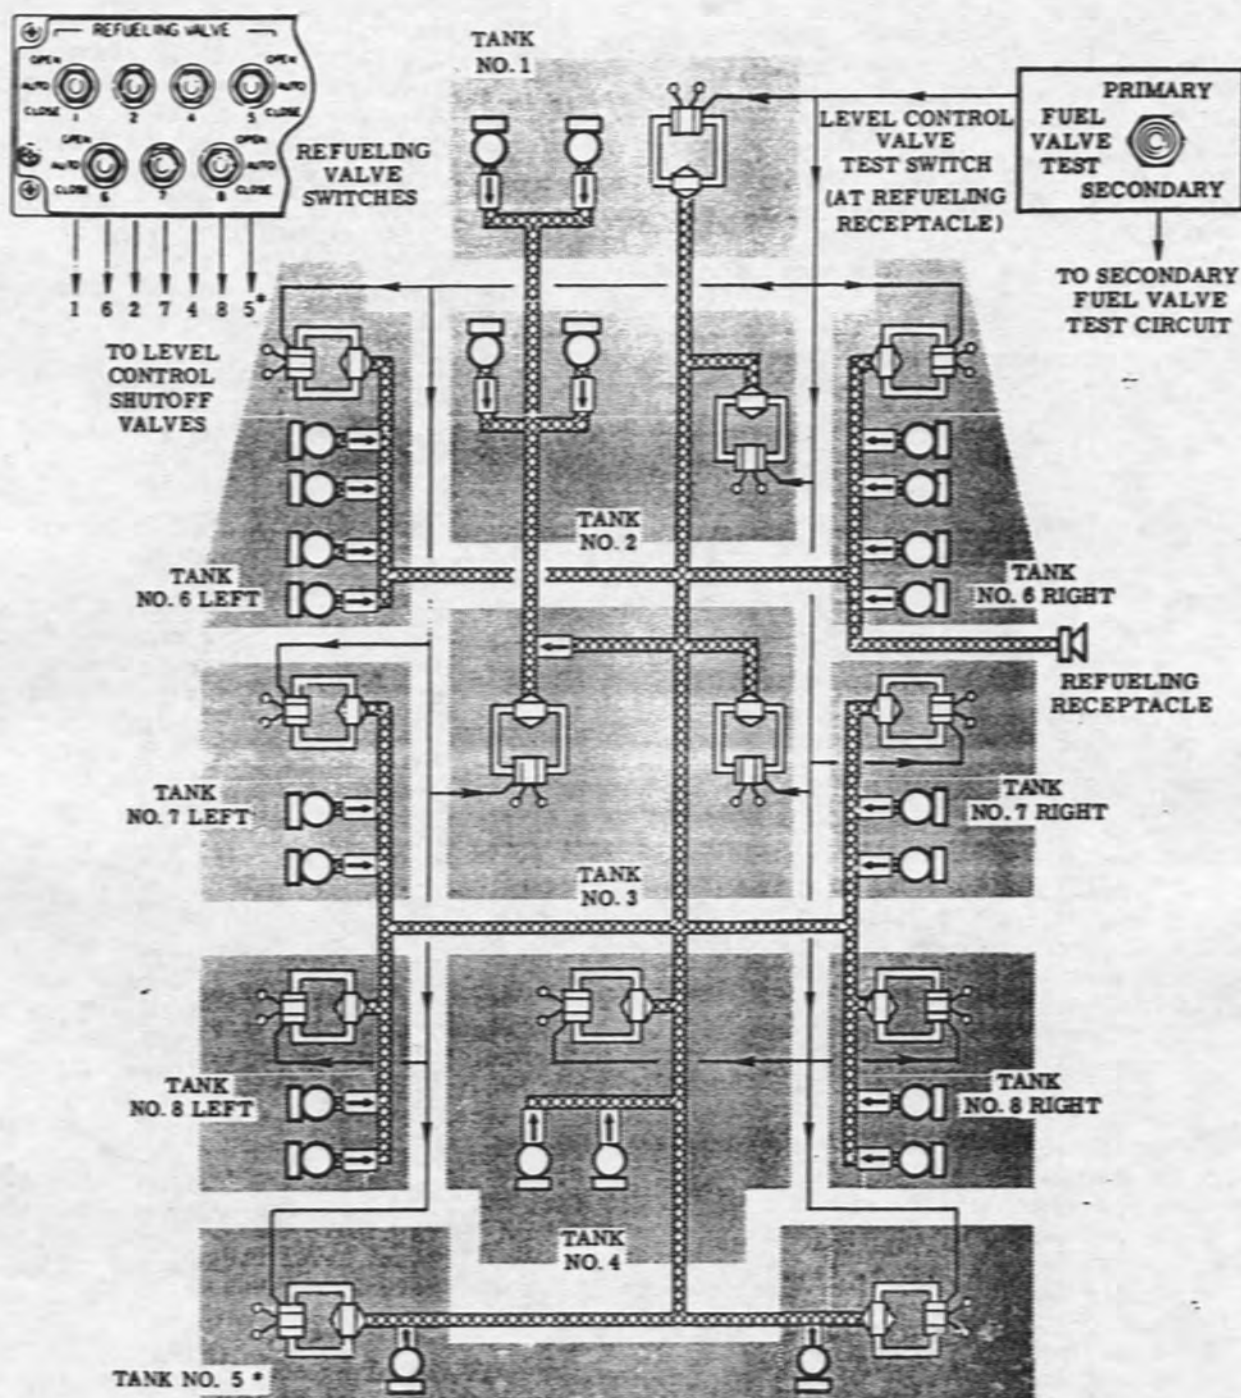 REFUELING VALVE
OPEN
OPEN
AUTO
AUTO
CLOSE
CLOSE
1 2 4 5
OPEN
OPEN
AUTO
AUTO
CLOSE
CLOSE
6 7 8
REFUELING
VALVE
SWITCHES
1 6 2 7 4 8 5*
TO LEVEL
CONTROL
SHUTOFF
VALVES
TANK
NO. 1
LEVEL CONTROL
VALVE
TEST SWITCH
(AT REFUELING
RECEPTACLE)
PRIMARY
FUEL
VALVE
TEST
SECONDARY
TO SECONDARY
FUEL VALVE
TEST CIRCUIT
TANK
NO. 2
TANK
NO. 6 LEFT
TANK
NO. 6 RIGHT
REFUELING
RECEPTACLE
TANK
NO. 7 LEFT
TANK
NO. 7 RIGHT
TANK
NO. 3
TANK
NO. 8 LEFT
TANK
NO. 8 RIGHT
TANK
NO. 4
TANK NO. 5 *